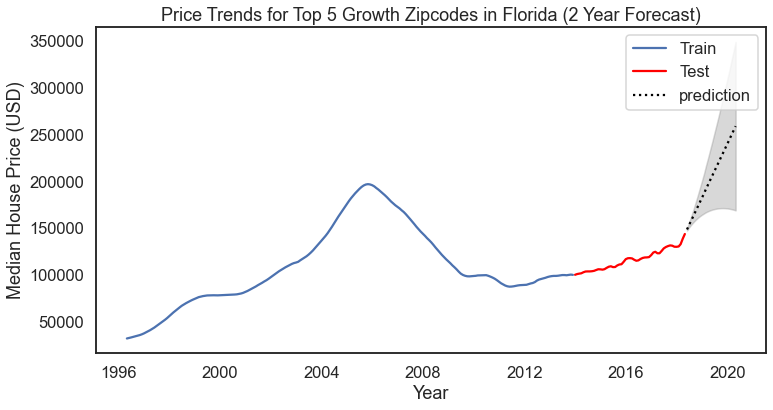 Price Trends for Top 5 Growth Zipcodes in Florida (2 Year Forecast)
350000
300000
250000
200000
150000
100000
50000
Median House Price (USD)
Train
Test
prediction
1996 2000 2004 2008 2012 2016 2020
Year